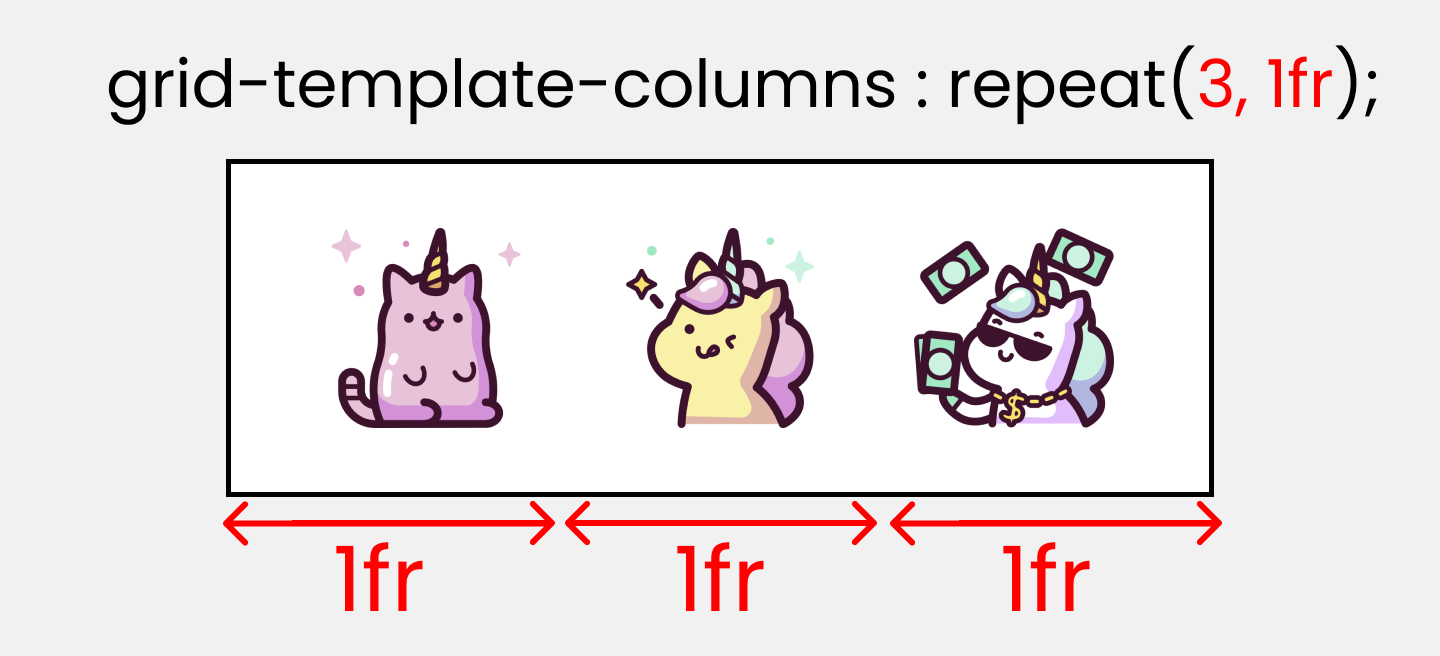 grid-template-columns : repeat(3, 1fr);
$
1fr 1fr 1fr